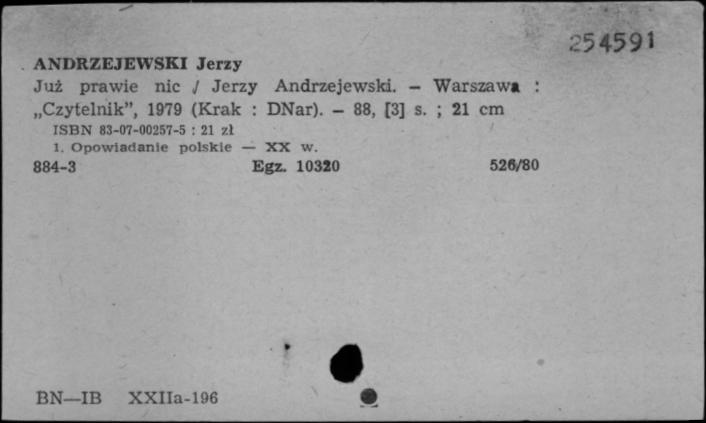 254591
ANDRZEJEWSKI Jerzy
Już prawie nic / Jerzy Andrzejewski. — Warszawa :
„Czytelnik”, 1979 (Krak : DNar). — 88, [3] s. ; 21 cm
ISBN 83-07-00257-5 : 21 zł
1. Opowiadanie polskie — XX w.
884-3 Egz. 10320 526/80
BN—IB XXIIa-196